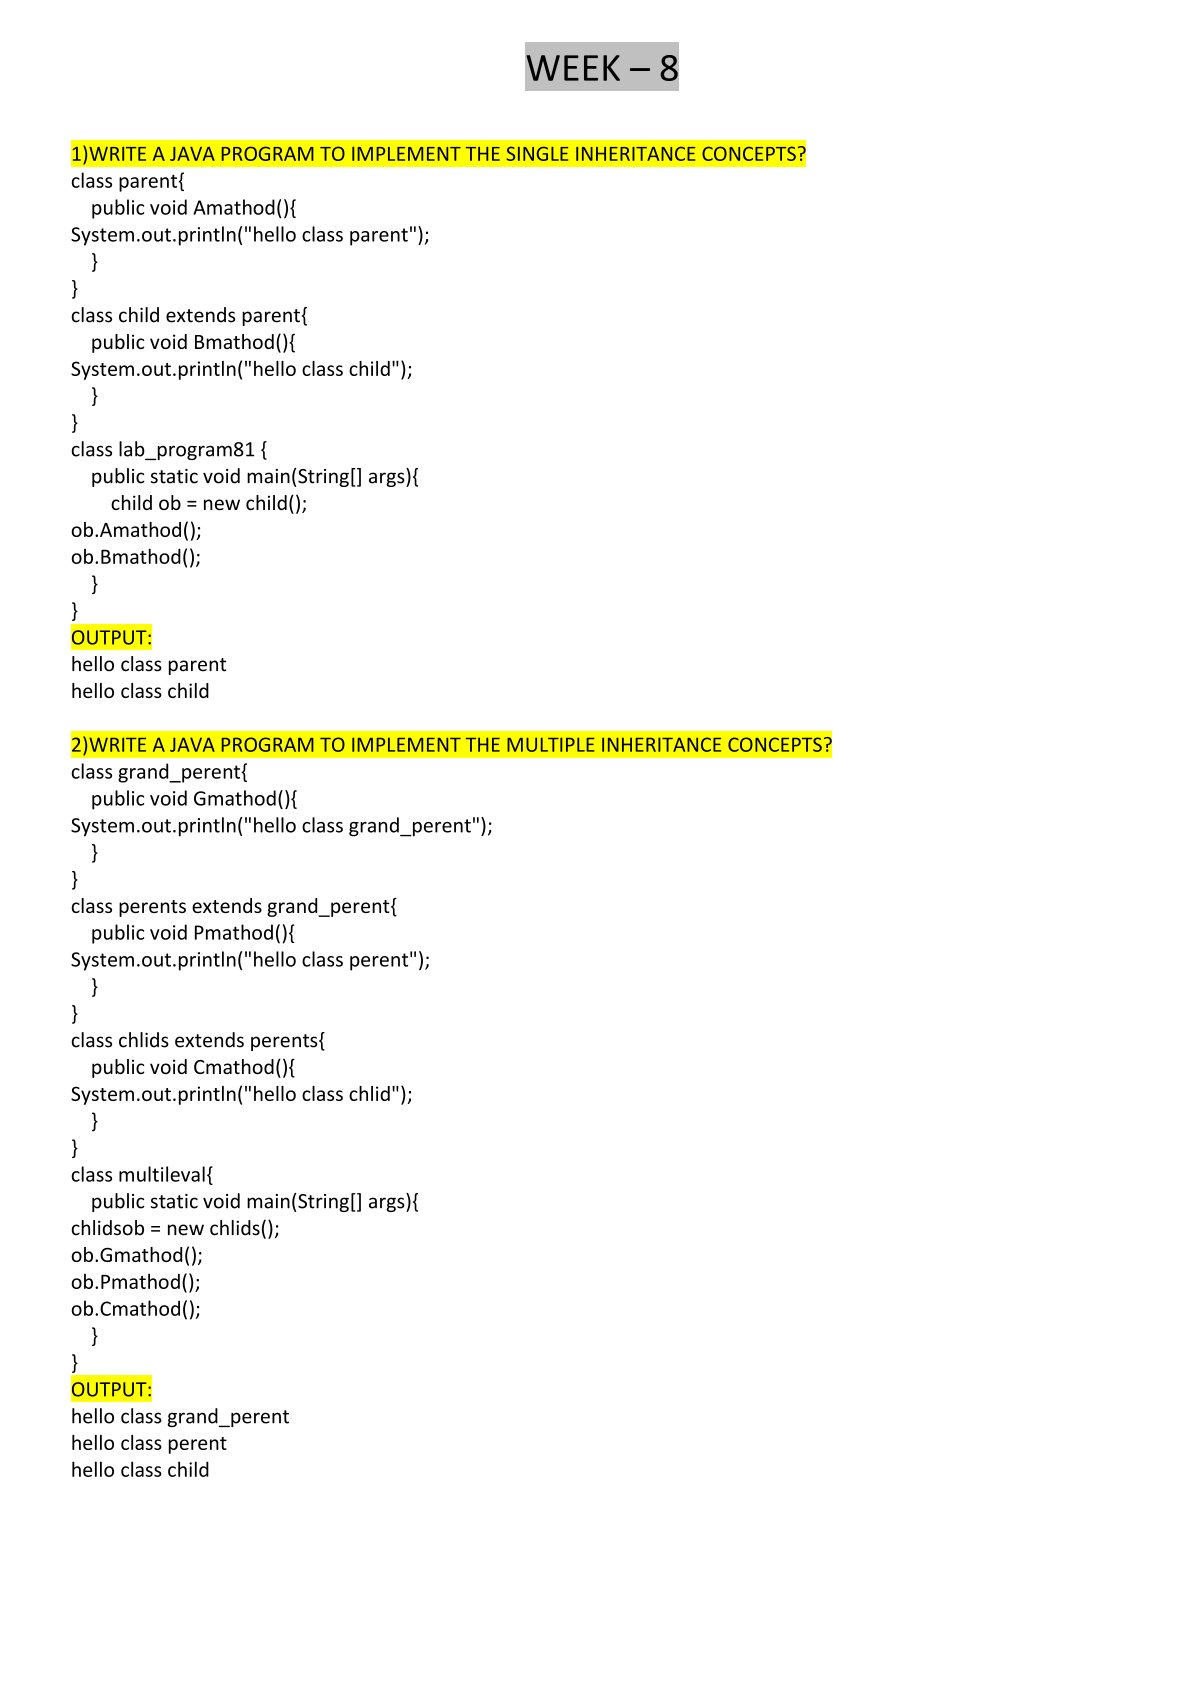 WEEK – 8
1)WRITE A JAVA PROGRAM TO IMPLEMENT THE SINGLE INHERITANCE CONCEPTS?
class parent{
public void Amathod(){
System.out.println("hello class parent");
}
}
class child extends parent{
public void Bmathod(){
System.out.println("hello class child");
}
}
class lab_program81 {
public static void main(String[] args){
child ob = new child();
ob.Amathod();
ob.Bmathod();
}
}
OUTPUT:
hello class parent
hello class child
2)WRITE A JAVA PROGRAM TO IMPLEMENT THE MULTIPLE INHERITANCE CONCEPTS?
class grand_perent{
public void Gmathod(){
System.out.println("hello class grand_perent");
}
}
class perents extends grand_perent{
public void Pmathod(){
System.out.println("hello class perent");
}
}
class chlids extends perents{
public void Cmathod(){
System.out.println("hello class chlid");
}
}
class multileval{
public static void main(String[] args){
chlidsob = new chlids();
ob.Gmathod();
ob.Pmathod();
ob.Cmathod();
}
}
OUTPUT:
hello class grand_perent
hello class perent
hello class child